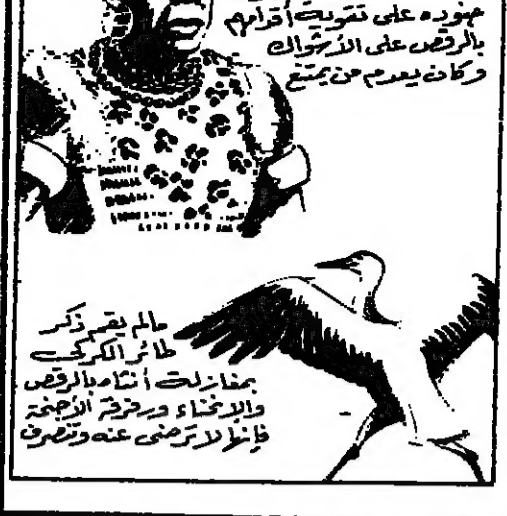 جنوده على تقوية أقدامهم
بالرقص على الأشواك
وكان يعدم من يمتنع
مالم يقم ذكر
طائر الكركي
بمغازلة أنثاه بالرقص
والإنحناء ورفرفة الأجنحة
فإنها لا ترضى عنه وتنصرف